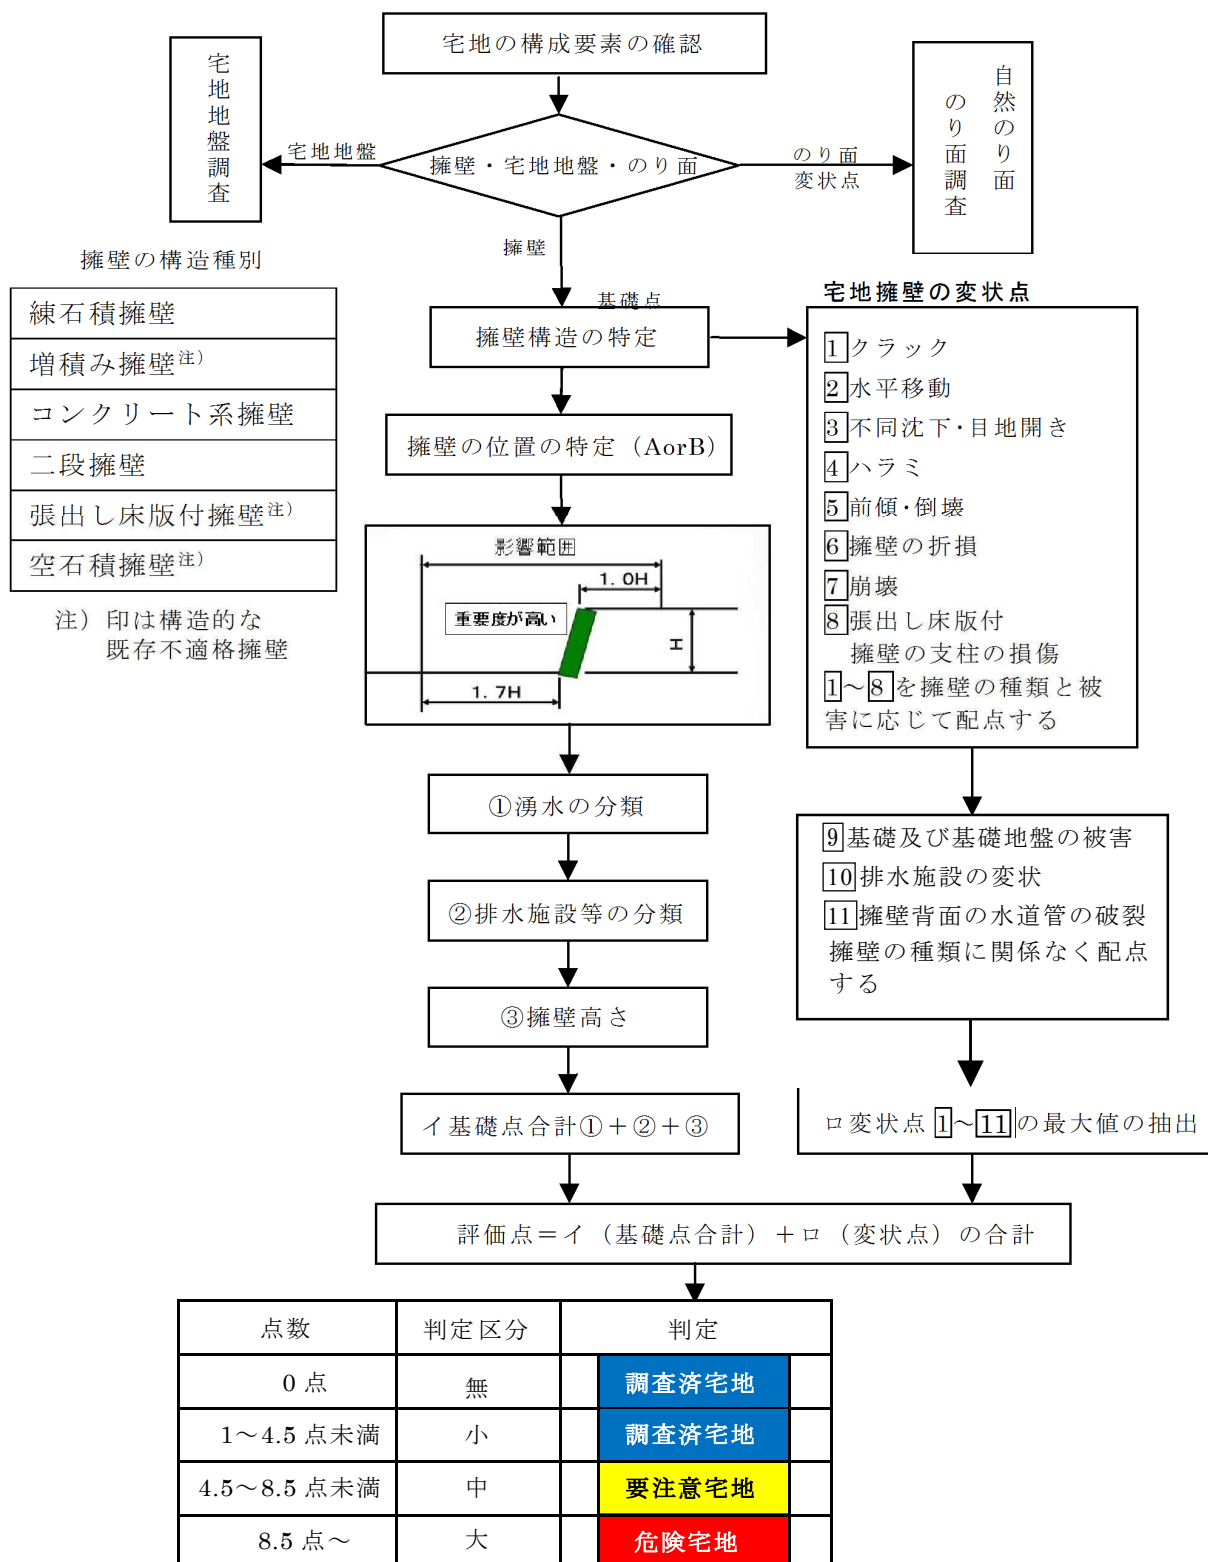 宅地の構成要素の確認
宅地地盤調査
自然のり面
のり面調査
宅地地盤
擁壁・宅地地盤・のり面
のり面
変状点
擁壁
擁壁の構造種別
練石積擁壁
増積み擁壁注）
コンクリート系擁壁
二段擁壁
張出し床版付擁壁注）
空石積擁壁注）
注）印は構造的な
既存不適格擁壁
基礎点
擁壁構造の特定
擁壁の位置の特定（AorB）
影響範囲
1.0H
重要度が高い
H
1.7H
①湧水の分類
②排水施設等の分類
③擁壁高さ
イ基礎点合計①＋②＋③
宅地擁壁の変状点
1クラック
2水平移動
3不同沈下・目地開き
4ハラミ
5前傾・倒壊
6擁壁の折損
7崩壊
8張出し床版付
擁壁の支柱の損傷
1～8を擁壁の種類と被
害に応じて配点する
9基礎及び基礎地盤の被害
10排水施設の変状
11擁壁背面の水道管の破裂
擁壁の種類に関係なく配点
する
ロ変状点1～11の最大値の抽出
評価点＝イ（基礎点合計）＋ロ（変状点）の合計
点数 判定区分 判定
0点 無 調査済宅地
1～4.5点未満 小 調査済宅地
4.5～8.5点未満 中 要注意宅地
8.5点～ 大 危険宅地